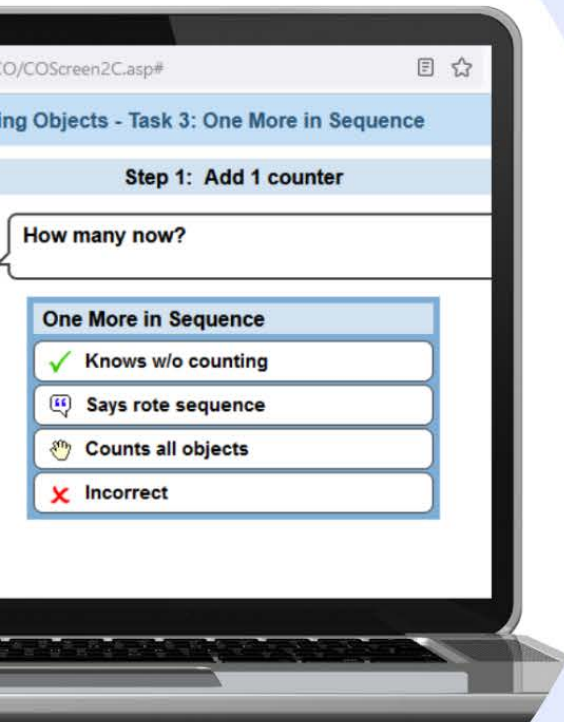 CO/COScreen2C.asp#
ing Objects - Task 3: One More in Sequence
Step 1: Add 1 counter
How many now?
One More in Sequence
Knows w/o counting
Says rote sequence
Counts all objects
Incorrect